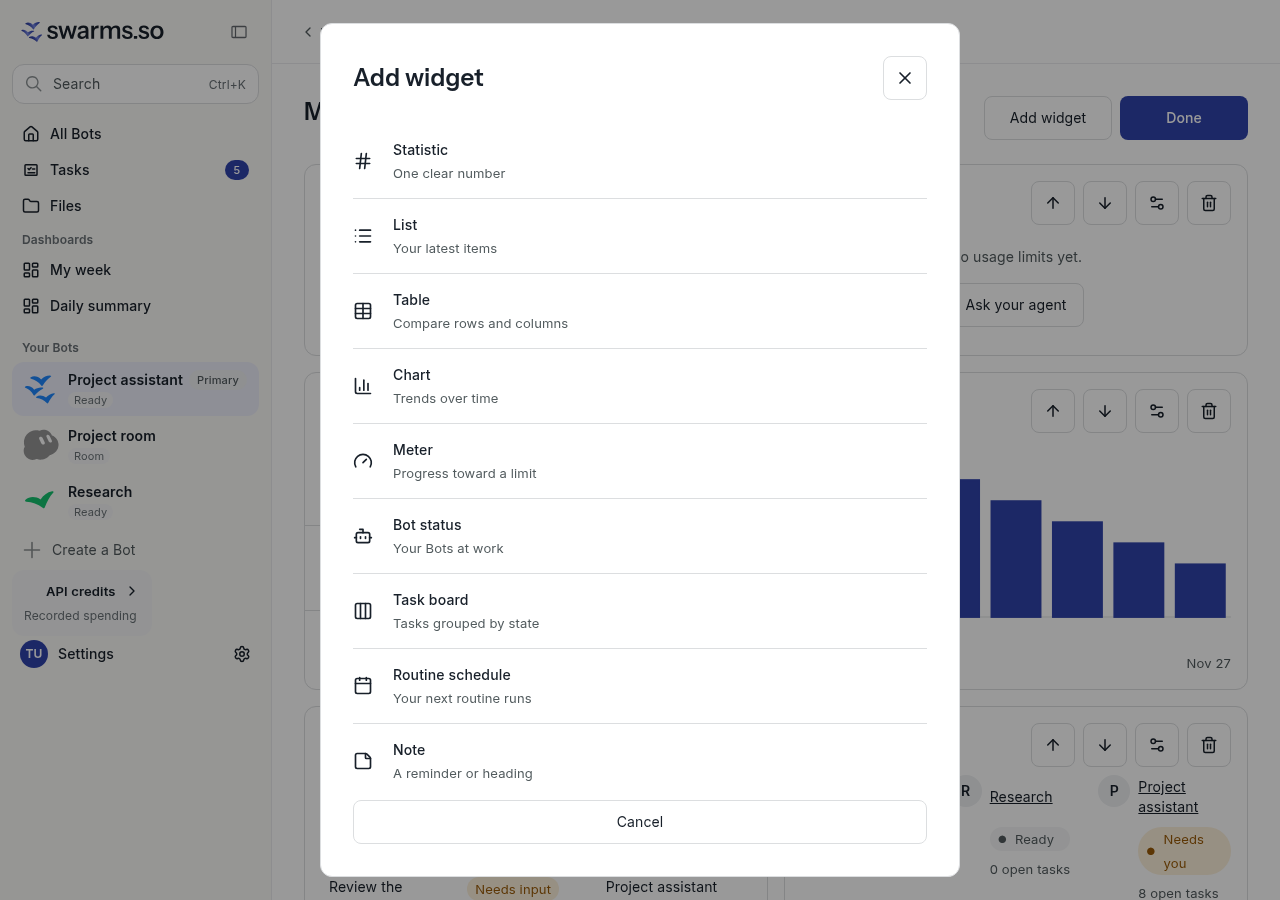 swarms.so
Search
Ctrl+K
All Bots
Tasks
5
Files
Dashboards
My week
Daily summary
Your Bots
Project assistant
Primary
Ready
Project room
Room
Research
Ready
Create a Bot
API credits
Recorded spending
TU
Settings
Add widget
Done
o usage limits yet.
Ask your agent
Nov 27
R
Research
Ready
0 open tasks
P
Project
assistant
Needs
you
8 open tasks
Review the
Needs input
Project assistant
Add widget
Statistic
One clear number
List
Your latest items
Table
Compare rows and columns
Chart
Trends over time
Meter
Progress toward a limit
Bot status
Your Bots at work
Task board
Tasks grouped by state
Routine schedule
Your next routine runs
Note
A reminder or heading
Cancel